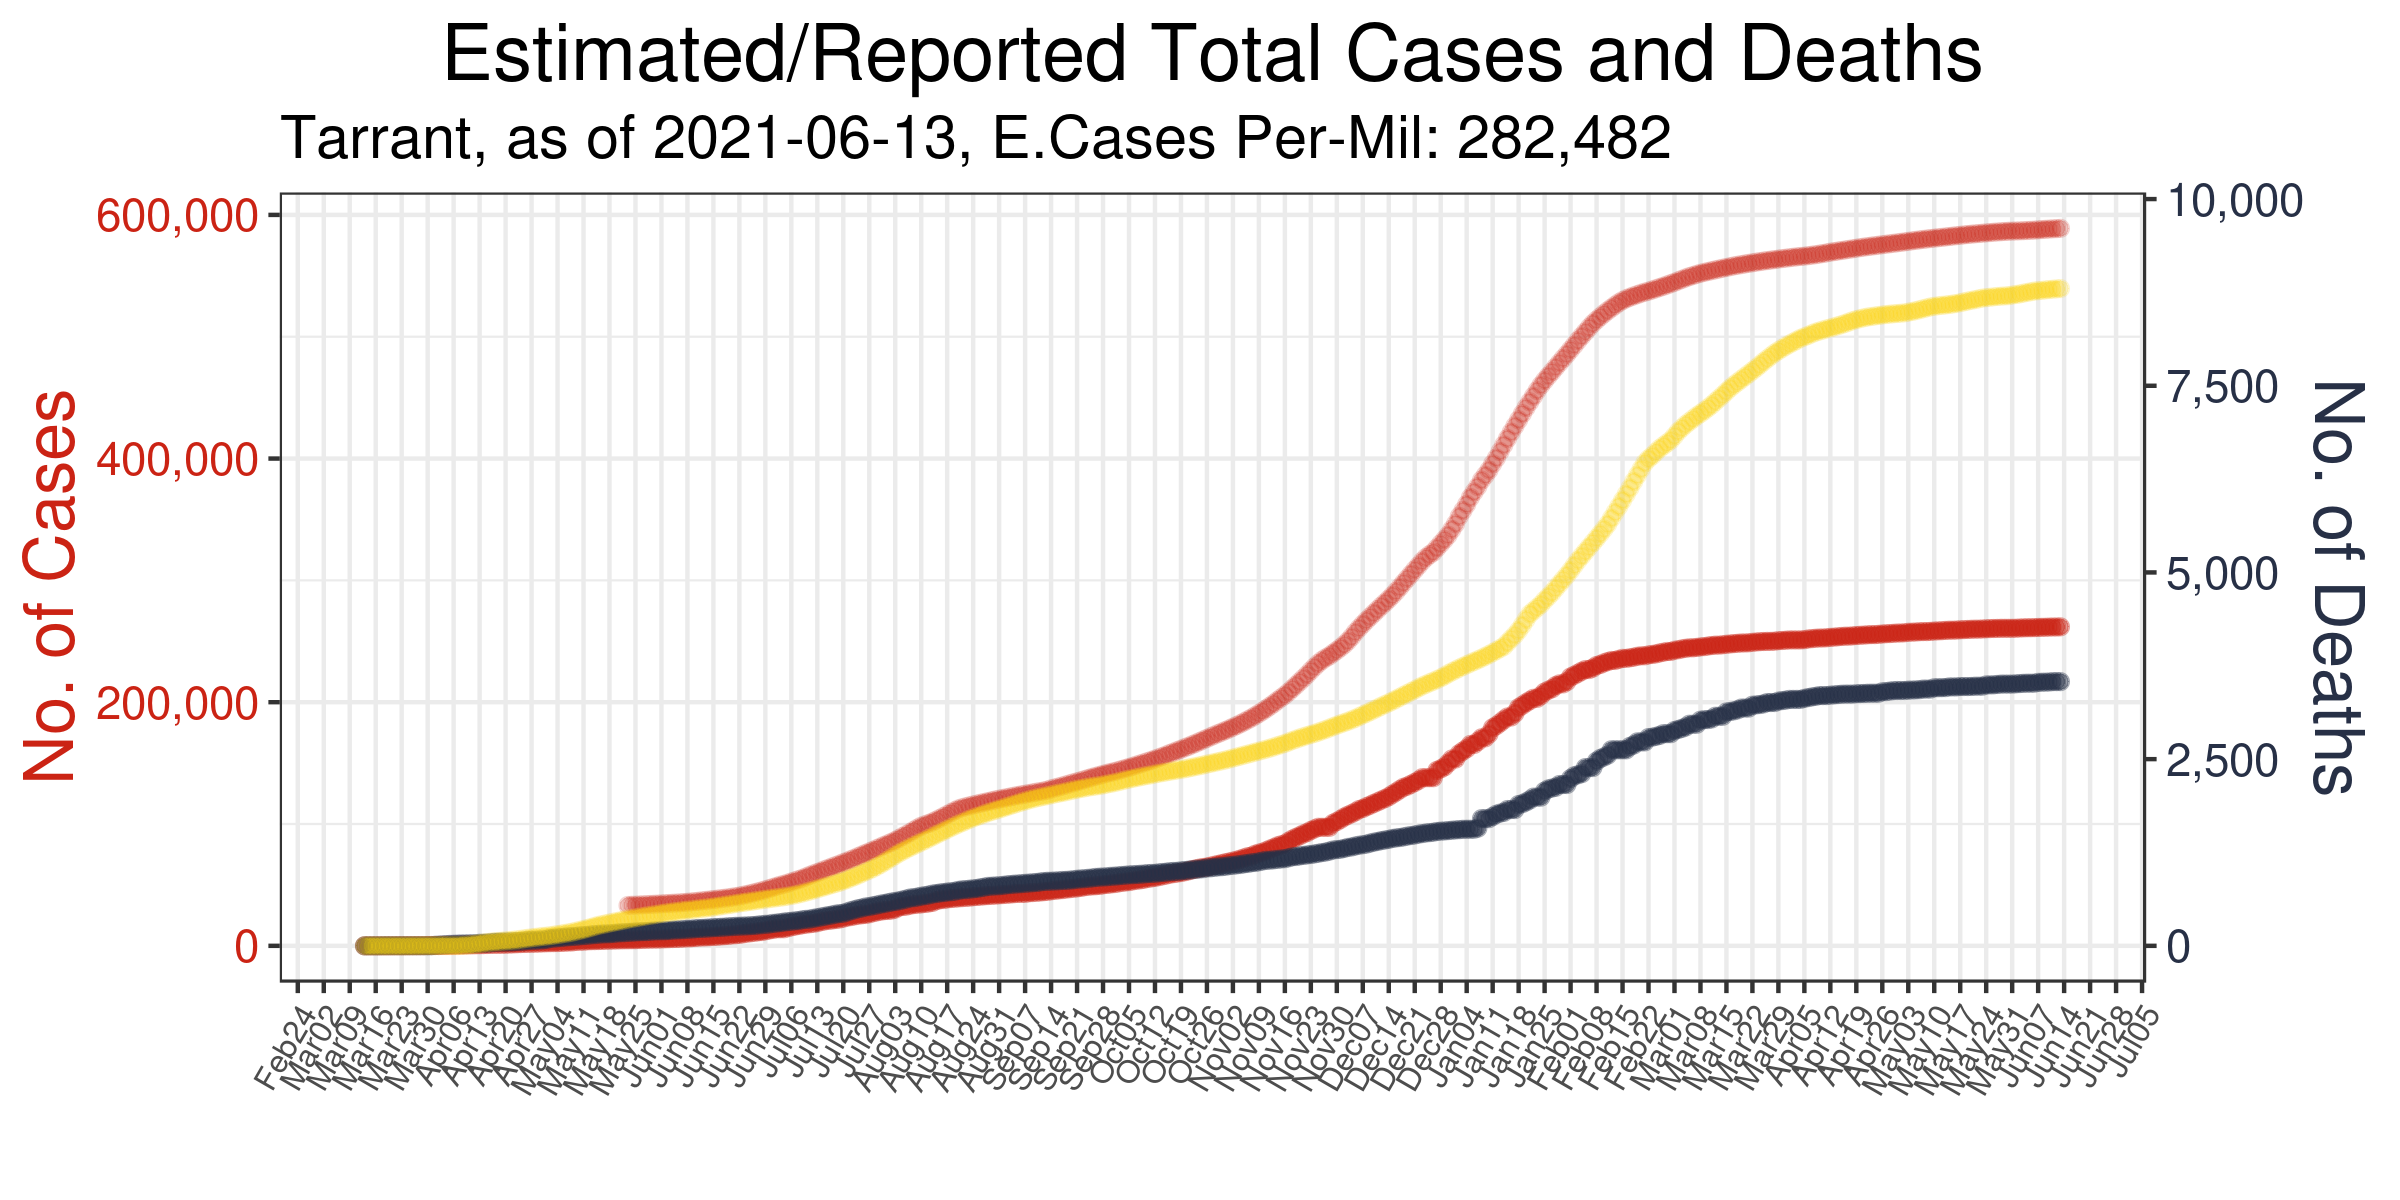 Estimated/Reported Total Cases and Deaths
Tarrant, as of 2021-06-13, E.Cases Per-Mil: 282,482
No. of Cases
600,000
400,000
200,000
0
10,000
7,500
5,000
2,500
0
No. of Deaths
Feb24
Mar02
Mar09
Mar16
Mar23
Mar30
Apr06
Apr13
Apr20
Apr27
May04
May11
May18
May25
Jun01
Jun08
Jun15
Jun22
Jun29
Jul06
Jul13
Jul20
Jul27
Aug03
Aug10
Aug17
Aug24
Aug31
Sep07
Sep14
Sep21
Sep28
Oct05
Oct12
Oct19
Oct26
Nov02
Nov09
Nov16
Nov23
Nov30
Dec07
Dec14
Dec21
Dec28
Jan04
Jan11
Jan18
Jan25
Feb01
Feb08
Feb15
Feb22
Mar01
Mar08
Mar15
Mar22
Mar29
Apr05
Apr12
Apr19
Apr26
May03
May10
May17
May24
May31
Jun07
Jun14
Jun21
Jun28
Jul05